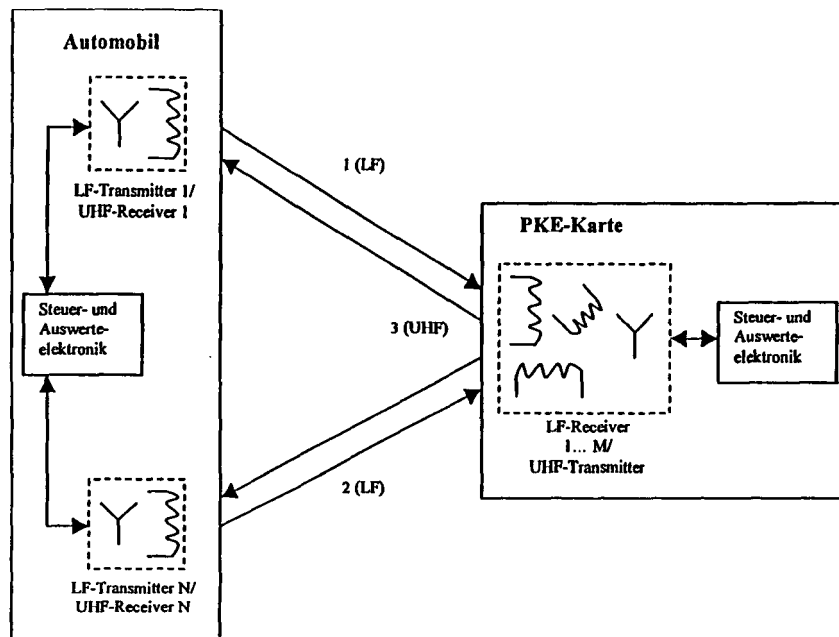 Automobil
LF-Transmitter 1/
UHF-Receiver 1
Steuer- und
Auswerte-
elektronik
LF-Transmitter N/
UHF-Receiver N
1 (LF)
3 (UHF)
2 (LF)
PKE-Karte
LF-Receiver
1... M/
UHF-Transmitter
Steuer- und
Auswerte-
elektronik